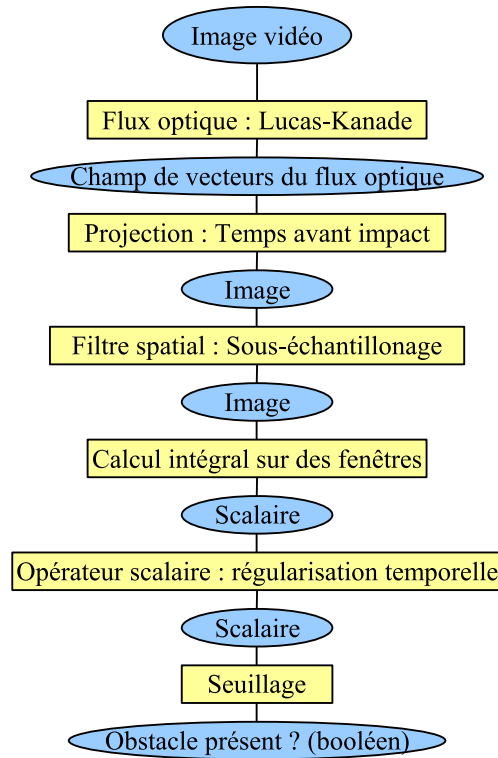 Image vidéo
Flux optique : Lucas-Kanade
Champ de vecteurs du flux optique
Projection : Temps avant impact
Image
Filtre spatial : Sous-échantillonage
Image
Calcul intégral sur des fenêtres
Scalaire
Opérateur scalaire : régularisation temporelle
Scalaire
Seuillage
Obstacle présent ? (booléen)